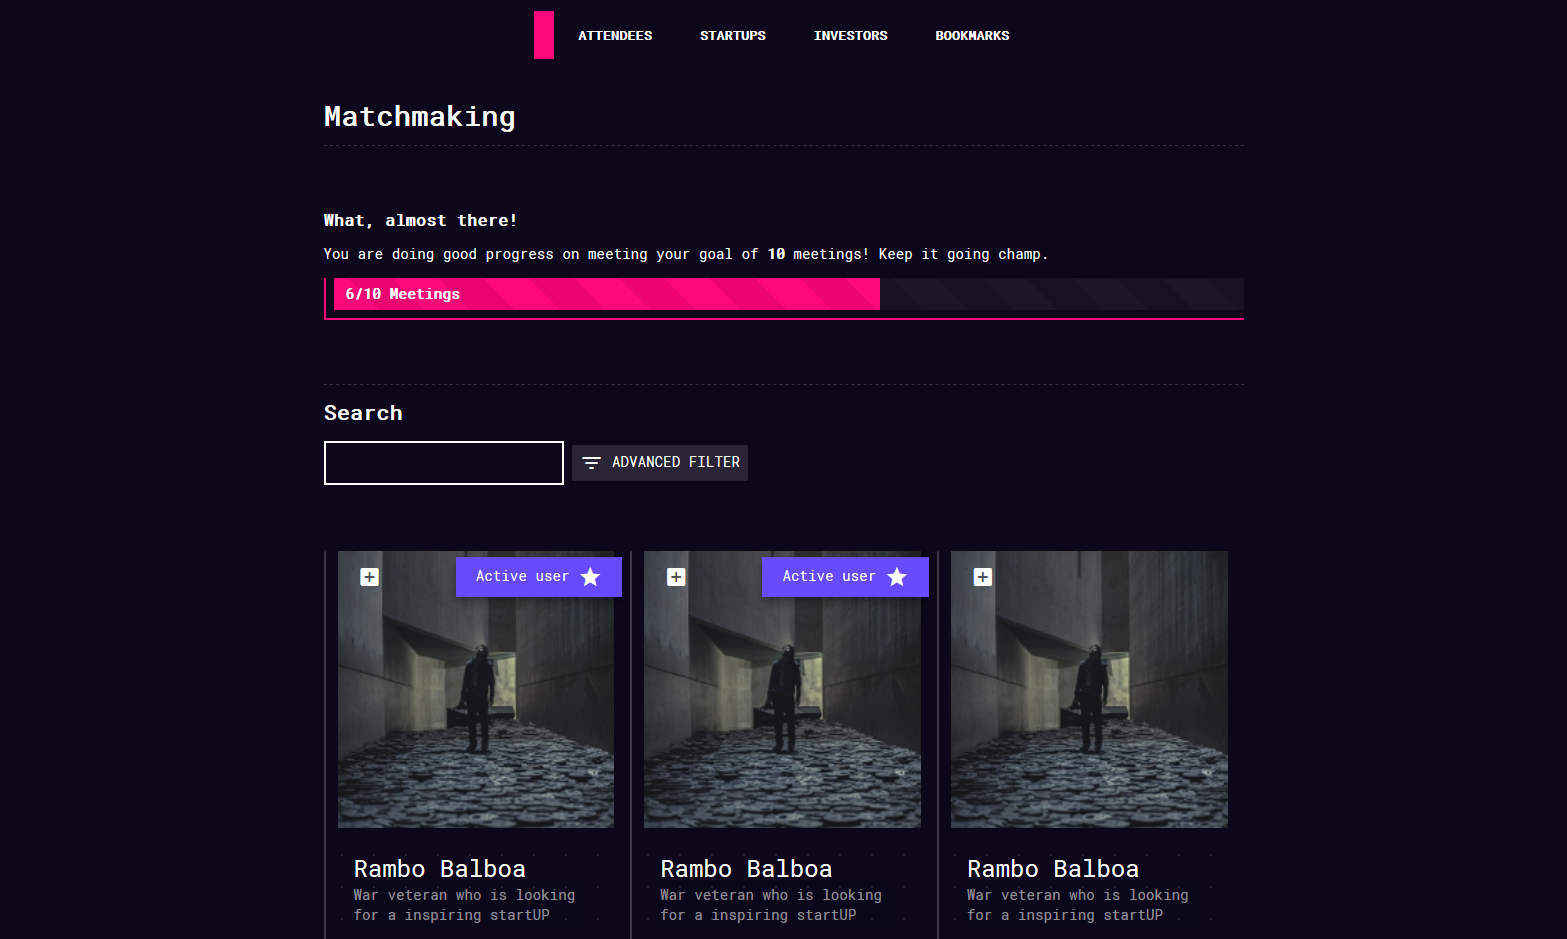 ATTENDEES STARTUPS INVESTORS BOOKMARKS
Matchmaking
What, almost there!
You are doing good progress on meeting your goal of 10 meetings! Keep it going champ.
6/10 Meetings
Search
ADVANCED FILTER
Active user
Active user
Rambo Balboa
War veteran who is looking
for a inspiring startUP
Rambo Balboa
War veteran who is looking
for a inspiring startUP
Rambo Balboa
War veteran who is looking
for a inspiring startUP